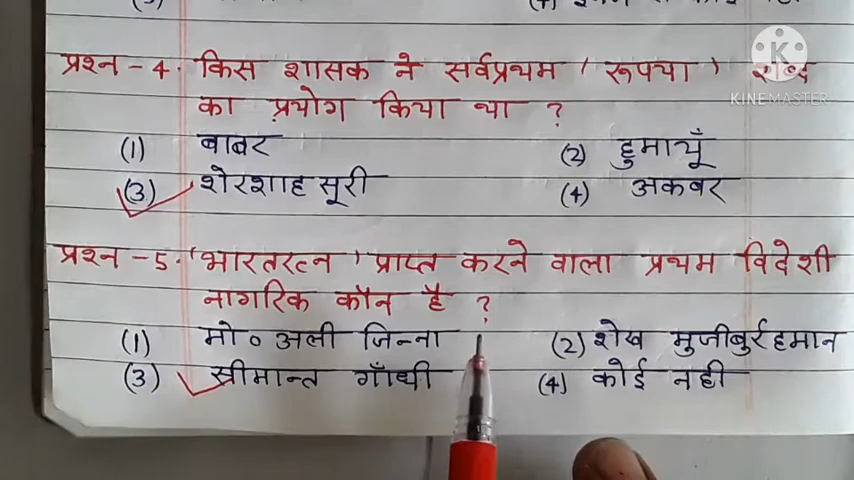 प्रश्न - 4. किस शासक ने सर्वप्रथम 'रूपया' शब्द
KINEMASTER
का प्रयोग किया था ?
(1) बाबर (2) हुमायूँ
(3) शेरशाह सूरी (4) अकबर
प्रश्न - 5. 'भारतरत्न' प्राप्त करने वाला प्रथम विदेशी
नागरिक कौन है ?
(1) मो० अली जिन्ना (2) शेख मुजीबुर्रहमान
(3) स्रीमान्त गाँधी (4) कोई नही